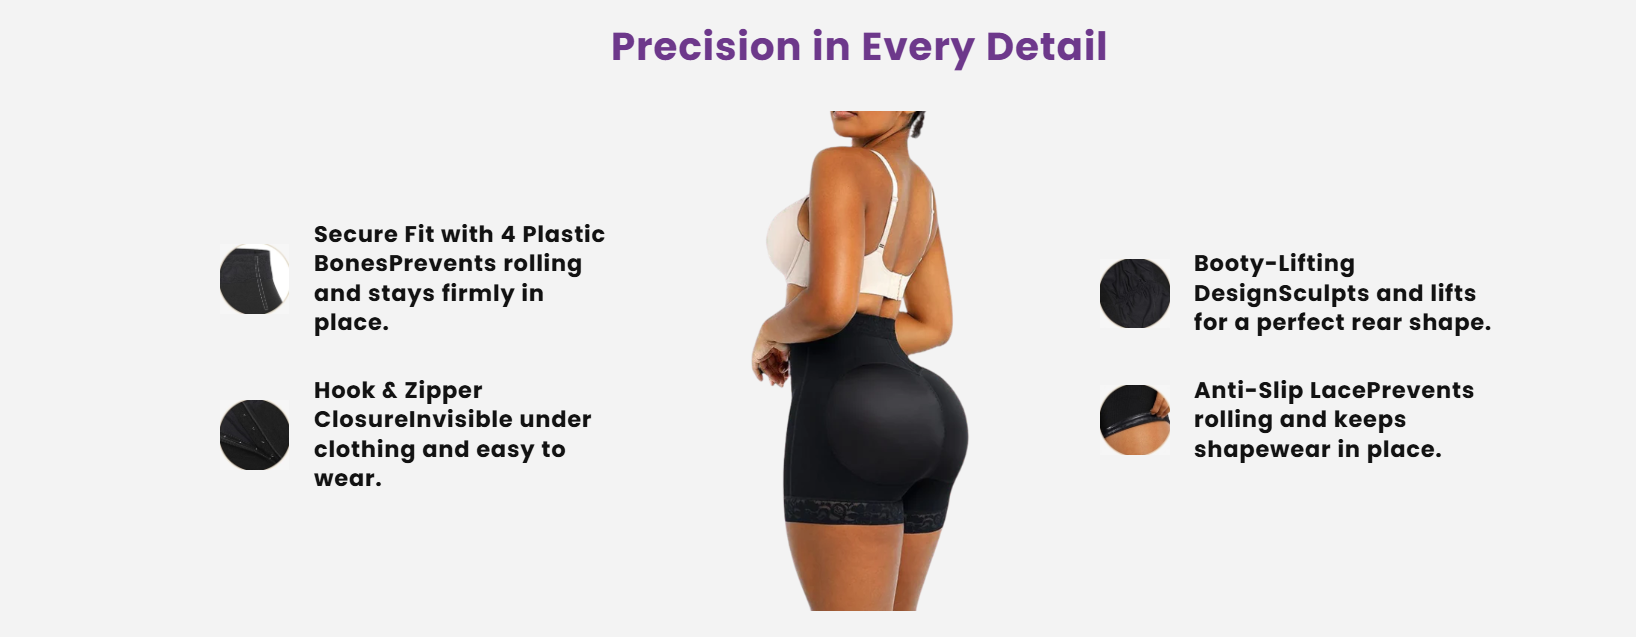 Precision in Every Detail
Secure Fit with 4 Plastic
BonesPrevents rolling
and stays firmly in
place.
Hook & Zipper
ClosureInvisible under
clothing and easy to
wear.
Booty-Lifting
DesignSculpts and lifts
for a perfect rear shape.
Anti-Slip LacePrevents
rolling and keeps
shapewear in place.